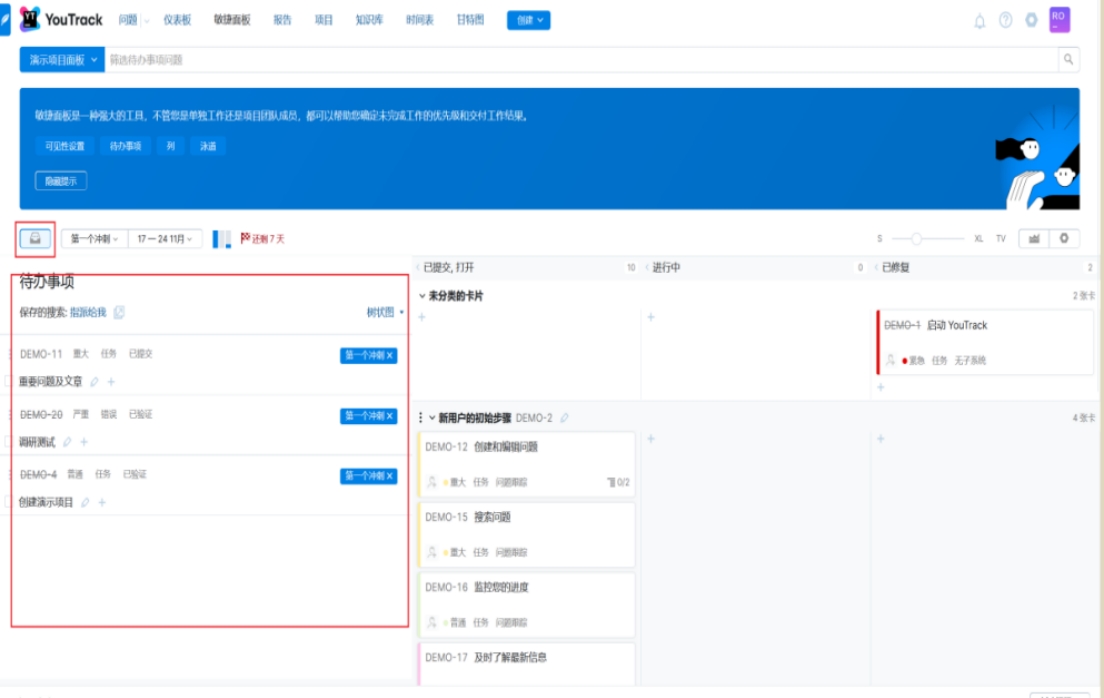 YouTrack 问题 仪表板 敏捷面板 报告 项目 知识库 时间表 甘特图 创建 RO
演示项目面板 筛选待办事项问题
敏捷面板是一种强大的工具，不管您是单独工作还是项目团队成员，都可以帮助您确定未完成工作的优先级和交付工作结果。
可见性设置 待办事项 列 泳道
隐藏提示
第一个冲刺 17 — 24 11月 还剩 7 天 S XL TV
待办事项
保存的搜索: 指派给我 树状图
DEMO-11 重大 任务 已提交 第一个冲刺 ×
重要问题及文章
DEMO-20 严重 错误 已验证 第一个冲刺 ×
调研测试
DEMO-4 普通 任务 已验证 第一个冲刺 ×
创建演示项目
已提交, 打开 10 进行中 0 已修复 2
未分类的卡片 2 张卡
DEMO-1 启动 YouTrack
紧急 任务 无子系统
新用户的初始步骤 DEMO-2 4 张卡
DEMO-12 创建和编辑问题
重大 任务 问题跟踪 0/2
DEMO-15 搜索问题
重大 任务 问题跟踪
DEMO-16 监控您的进度
普通 任务 问题跟踪
DEMO-17 及时了解最新信息